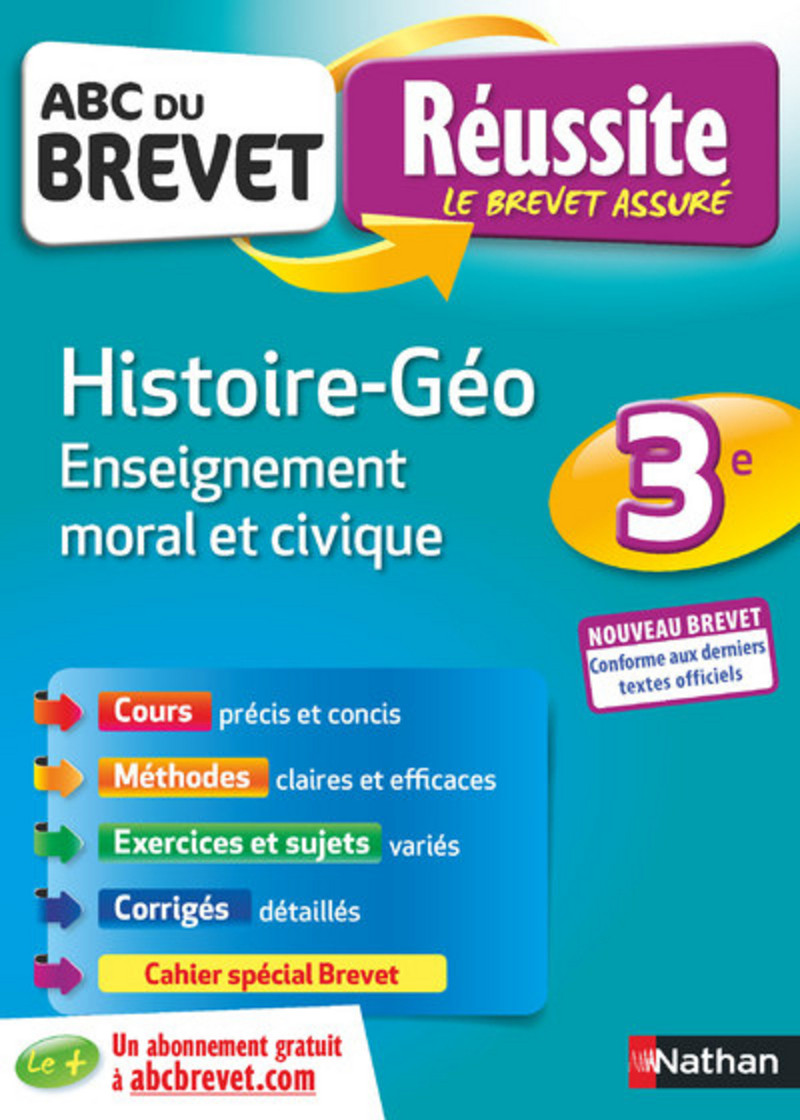 ABC DU
BREVET
Réussite
LE BREVET ASSURÉ
Histoire-Géo
Enseignement
moral et civique
3e
NOUVEAU BREVET
Conforme aux derniers
textes officiels
Cours précis et concis
Méthodes claires et efficaces
Exercices et sujets variés
Corrigés détaillés
Cahier spécial Brevet
Le +
Un abonnement gratuit
à abcbrevet.com
Nathan